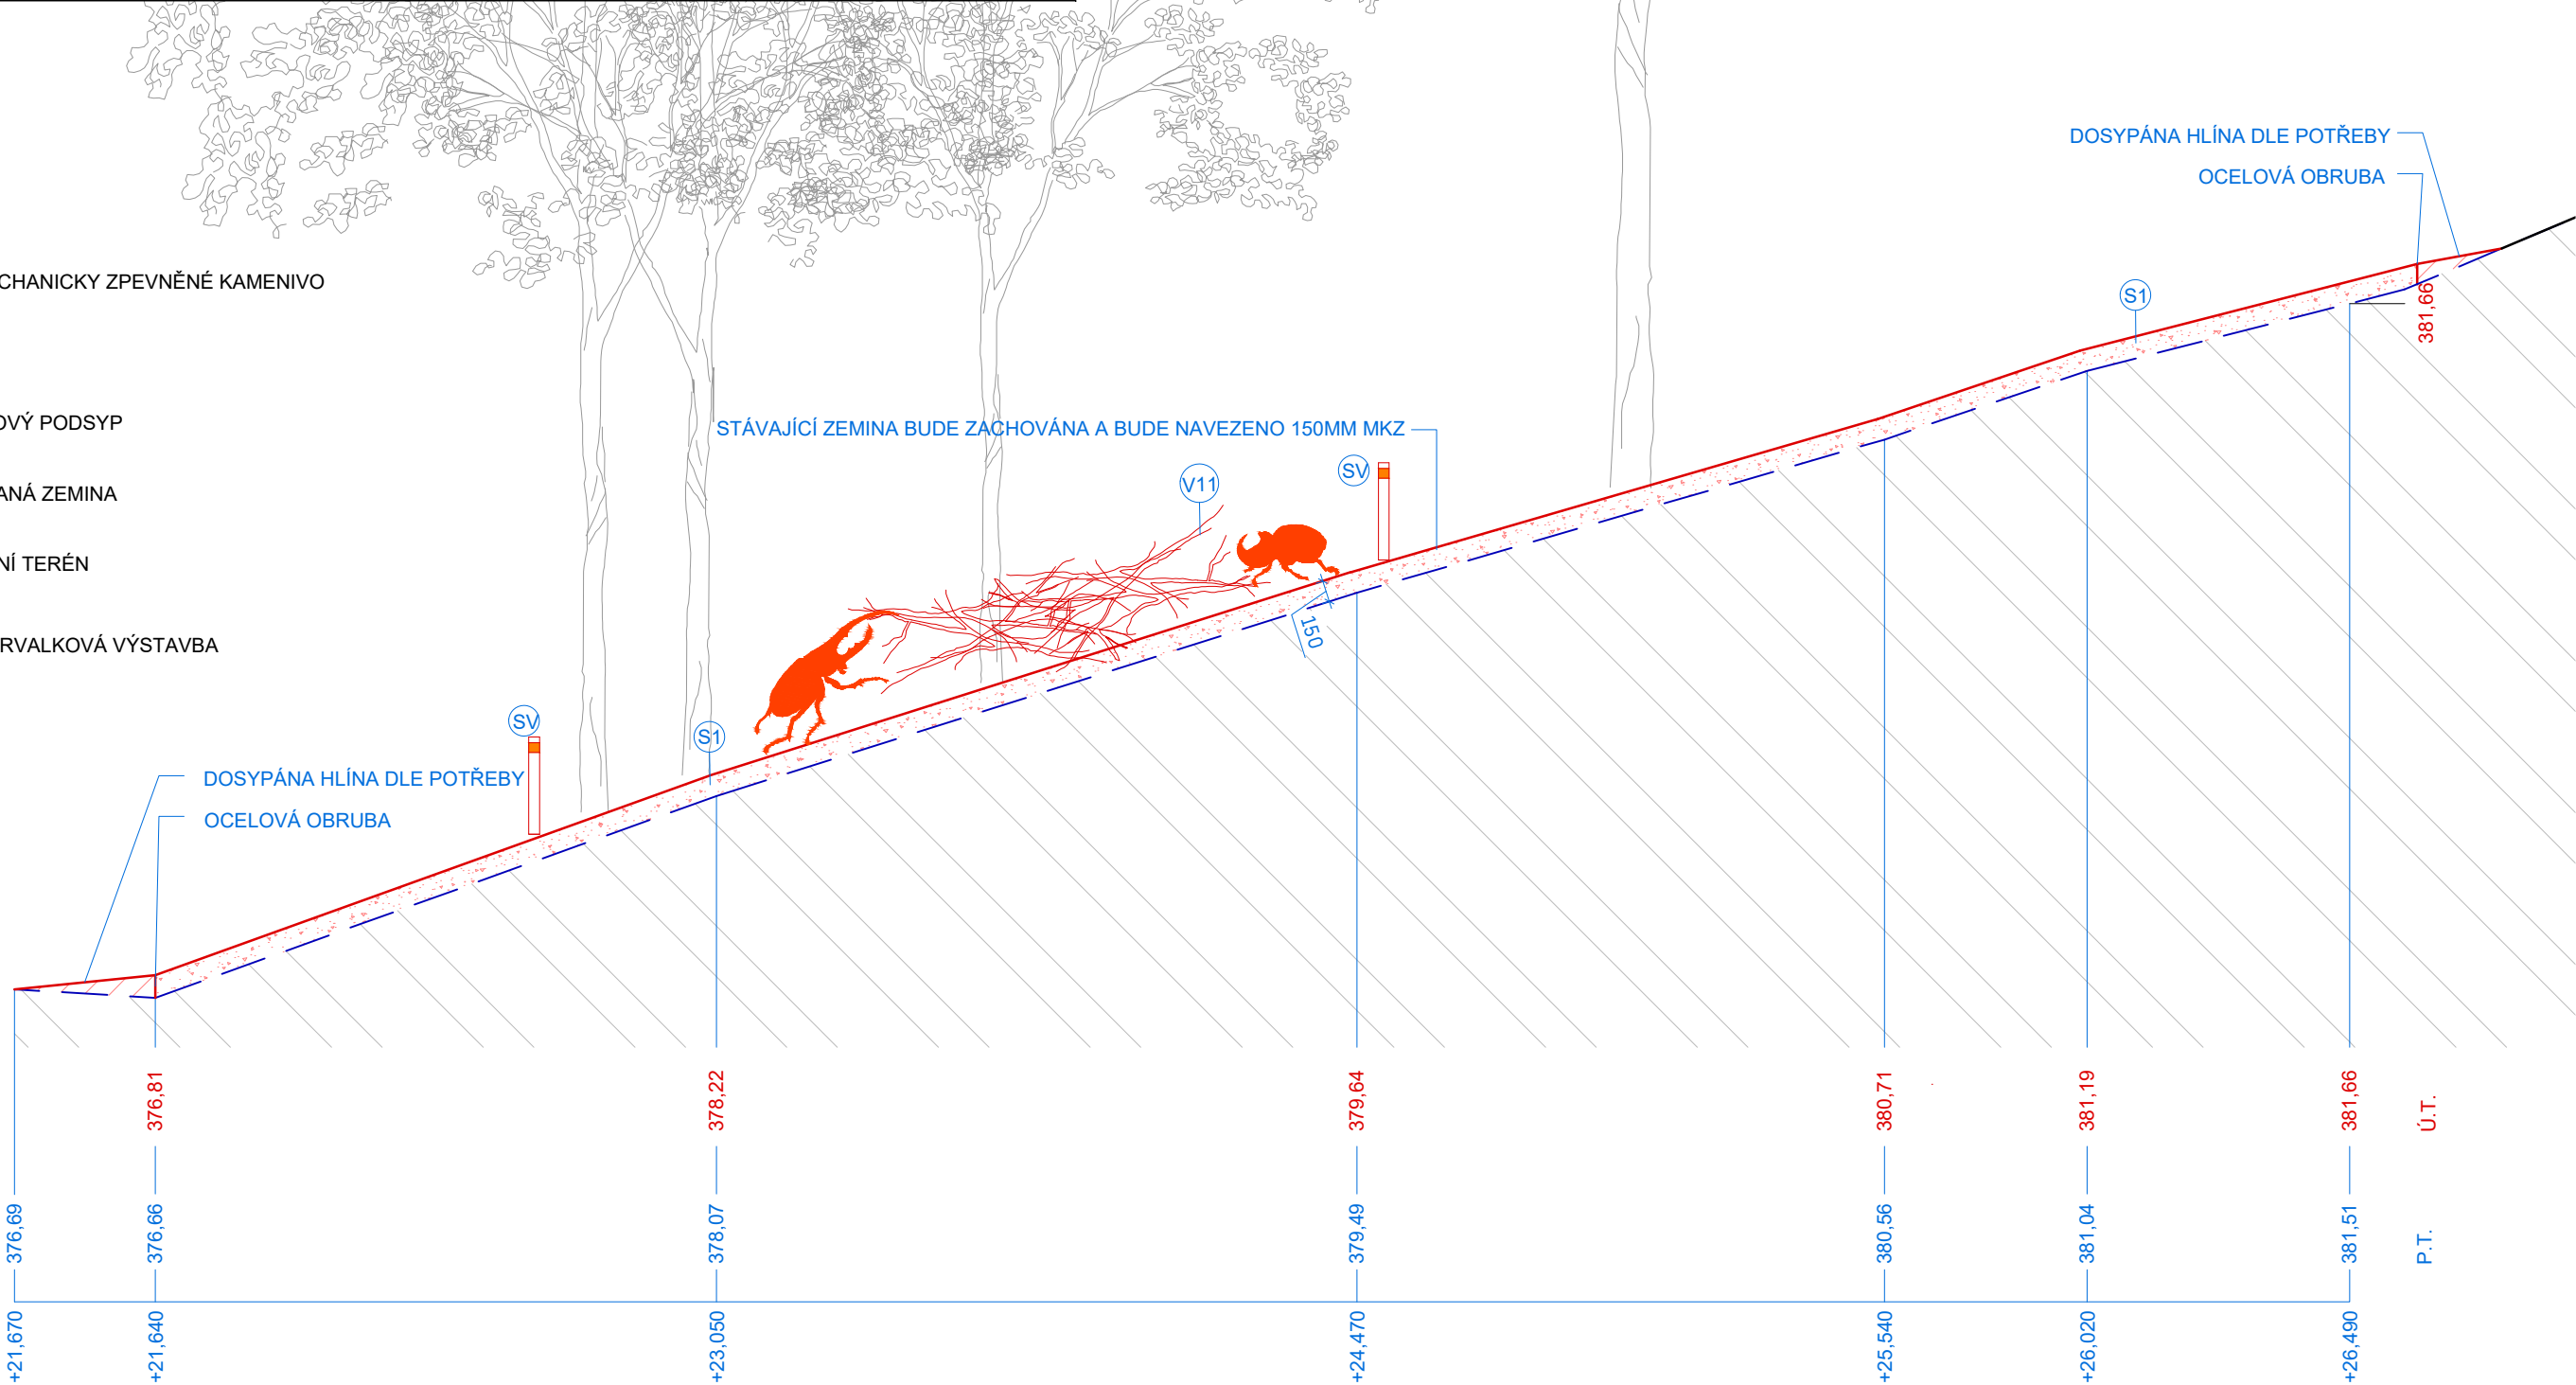 DOSYPÁNA HLÍNA DLE POTŘEBY
OCELOVÁ OBRUBA
CHANICKY ZPEVNĚNÉ KAMENIVO
S1
381,66
OVÝ PODSYP
STÁVAJÍCÍ ZEMINA BUDE ZACHOVÁNA A BUDE NAVEZENO 150MM MKZ
SV
V11
ANÁ ZEMINA
NÍ TERÉN
150
RVALKOVÁ VÝSTAVBA
SV
S1
DOSYPÁNA HLÍNA DLE POTŘEBY
OCELOVÁ OBRUBA
376,81 378,22 379,64 380,71 381,19 381,66 Ú.T.
376,69 376,66 378,07 379,49 380,56 381,04 381,51 P.T.
+21,670 +21,640 +23,050 +24,470 +25,540 +26,020 +26,490